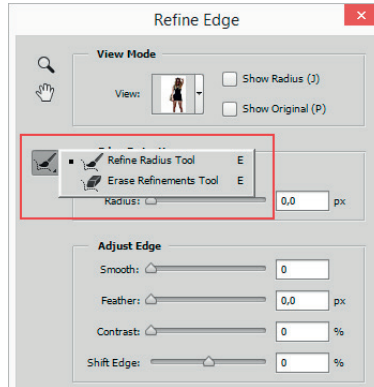 Refine Edge
View Mode
Show Radius (J)
View:
Show Original (P)
Refine Radius Tool E
Erase Refinements Tool E
Radius: 0,0 px
Adjust Edge
Smooth: 0
Feather: 0,0 px
Contrast: 0 %
Shift Edge: 0 %